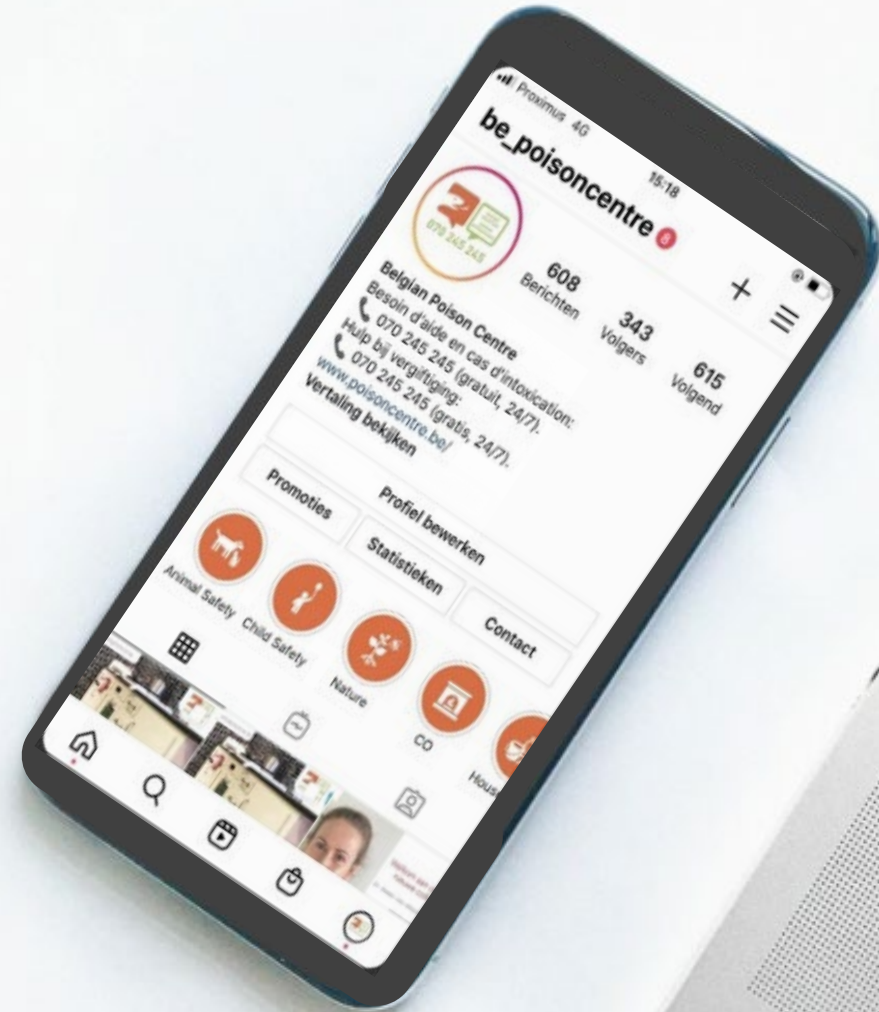 Proximus 4G
15:18
be_poisoncentre 8
070 245 245
608
Berichten
343
Volgers
615
Volgend
Belgian Poison Centre
Besoin d'aide en cas d'intoxication:
070 245 245 (gratuit, 24/7).
Hulp bij vergiftiging:
070 245 245 (gratis, 24/7).
www.poisoncentre.be/
Vertaling bekijken
Profiel bewerken
Promoties
Statistieken
Contact
Animal Safety
Child Safety
Nature
CO
Hous